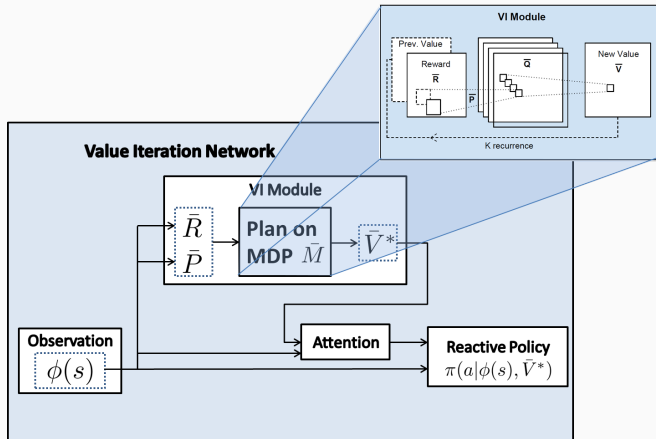 VI Module
Prev. Value
Reward
R̅
P̅
Q̅
New Value
V̅
K recurrence
Value Iteration Network
VI Module
R̄
P̄
Plan on
MDP M̄
V̄*
Observation
ϕ(s)
Attention
Reactive Policy
π(a|ϕ(s), V̄*)